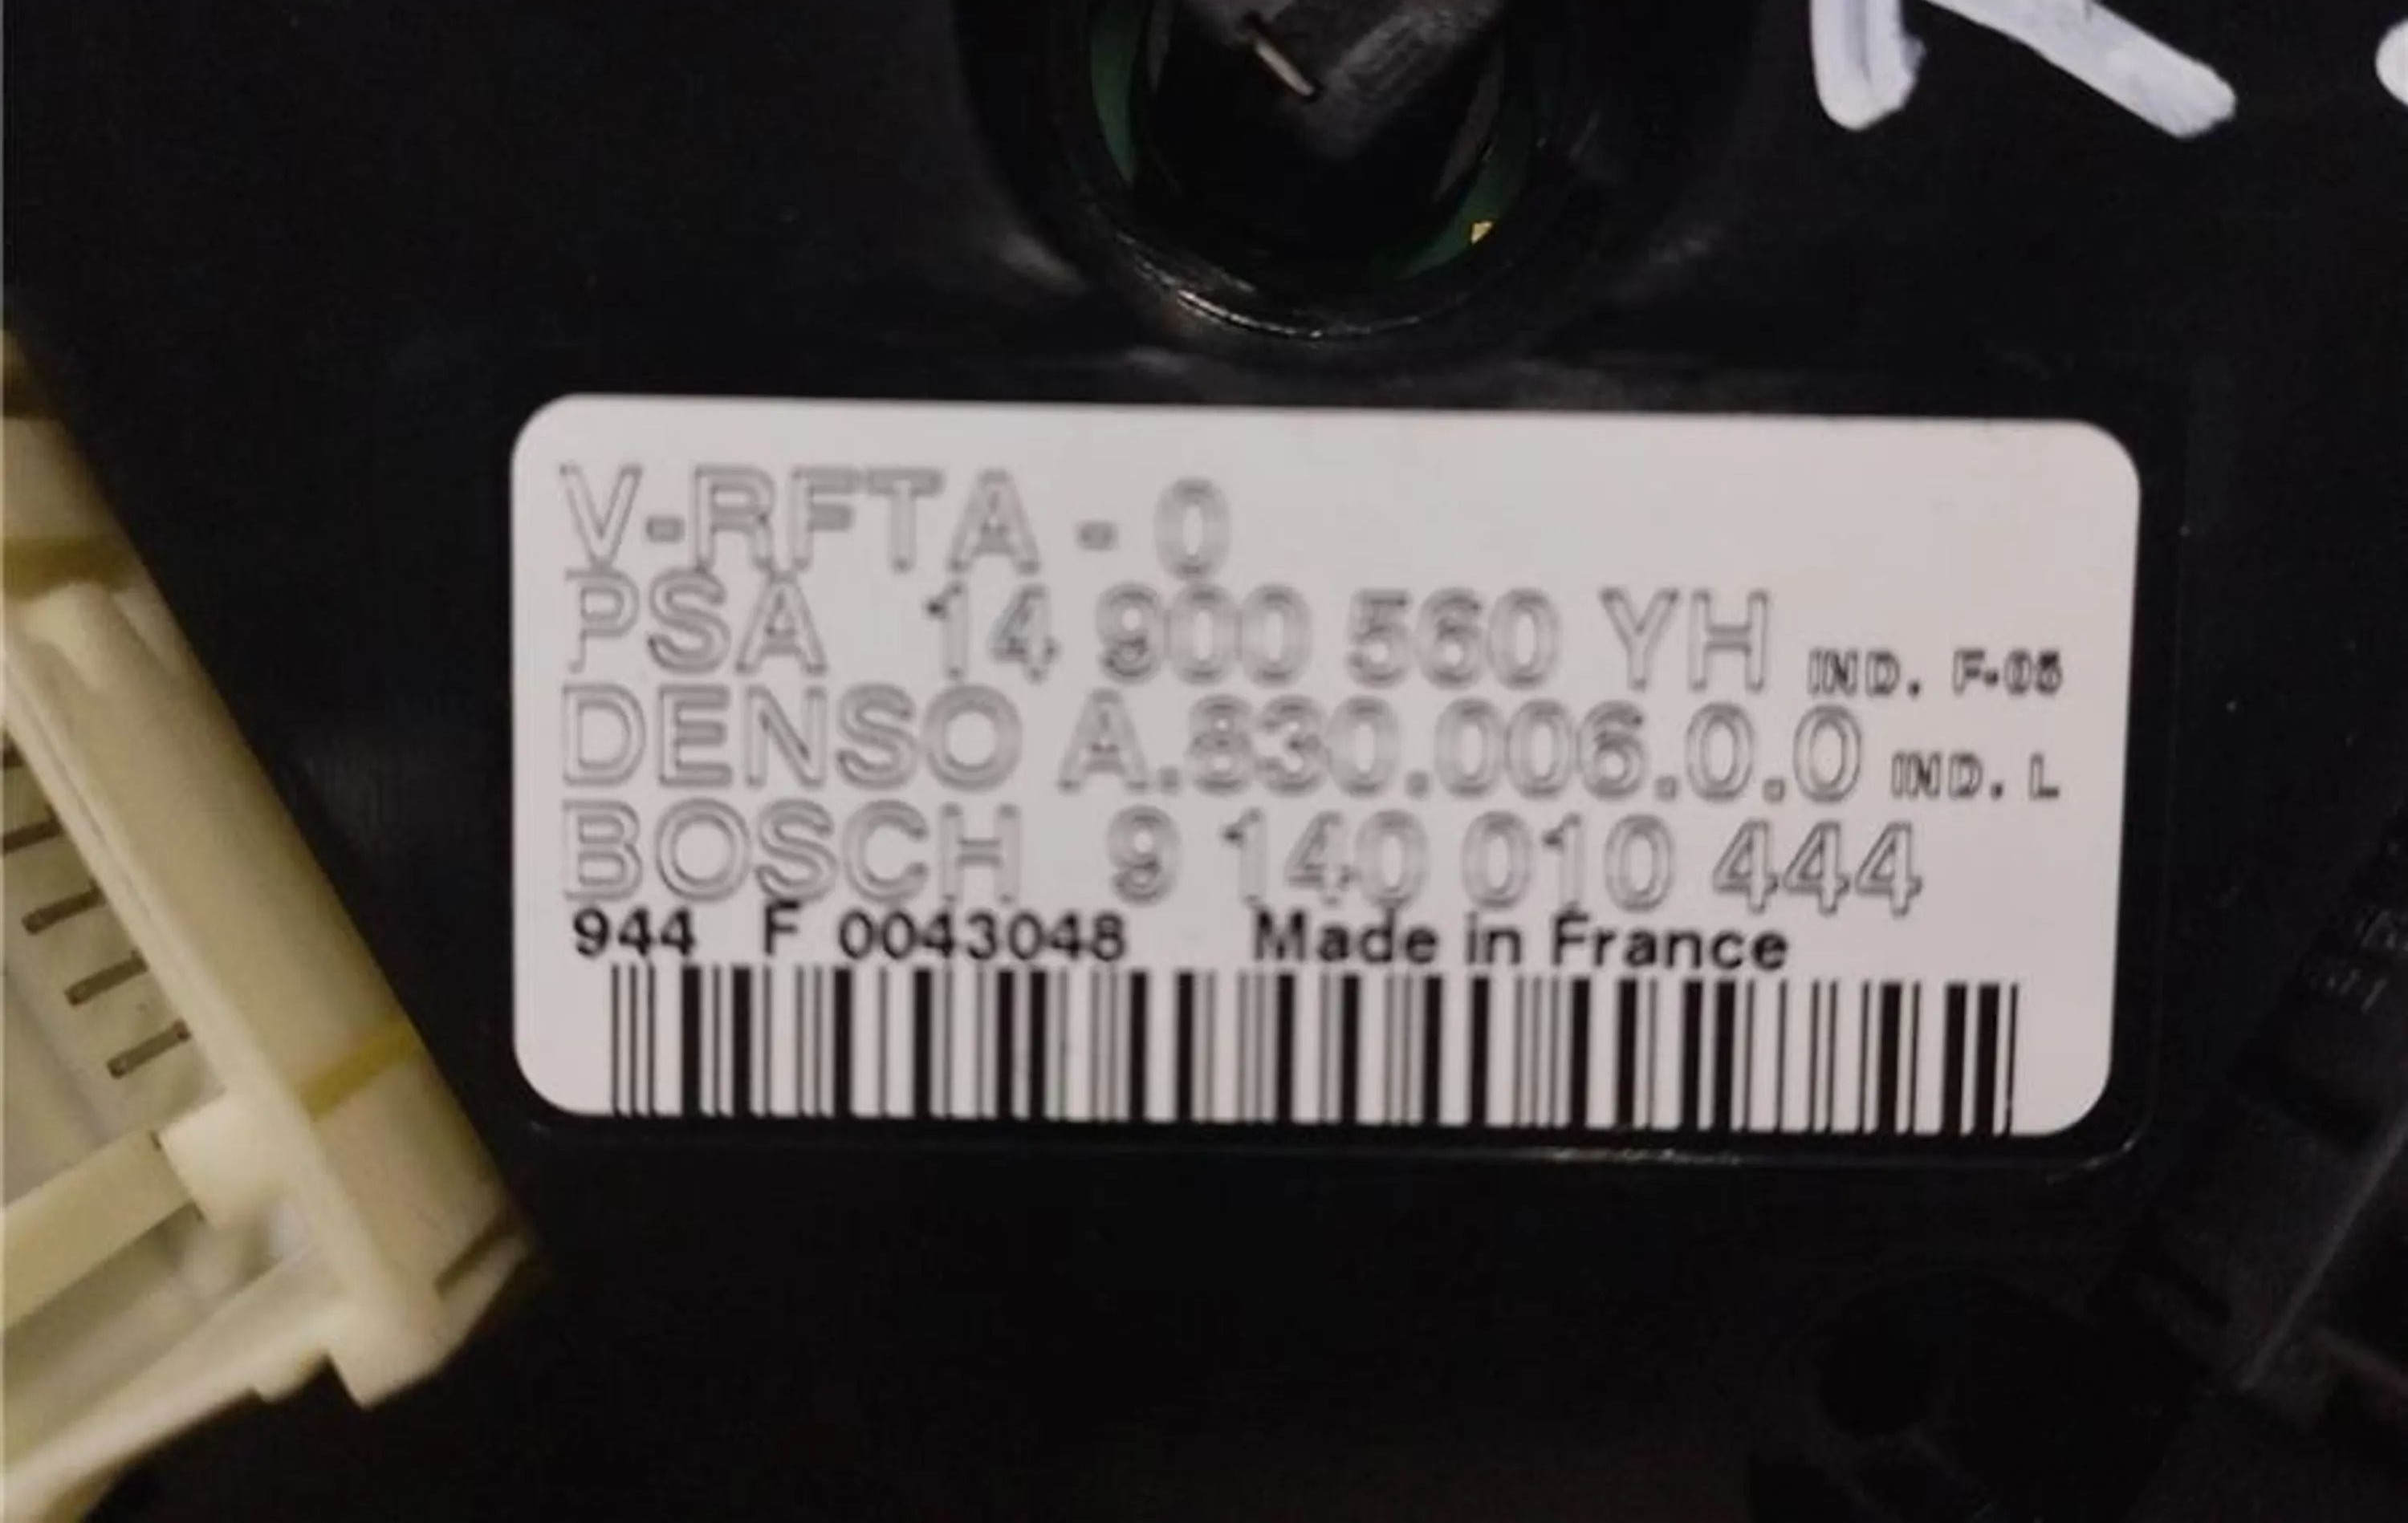 V-RFTA - 0
PSA 14 900 560 YH IND. F-05
DENSO A.830.006.0.0 IND. L
BOSCH 9 140 010 444
944 F 0043048 Made in France